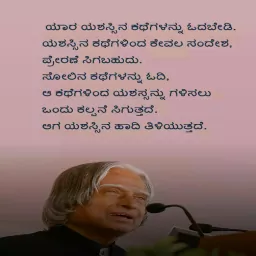 ಯಾರ ಯಶಸ್ಸಿನ ಕಥೆಗಳನ್ನು ಓದಬೇಡಿ.
ಯಶಸ್ಸಿನ ಕಥೆಗಳಿಂದ ಕೇವಲ ಸಂದೇಶ,
ಪ್ರೇರಣೆ ಸಿಗಬಹುದು.
ಸೋಲಿನ ಕಥೆಗಳನ್ನು ಓದಿ,
ಆ ಕಥೆಗಳಿಂದ ಯಶಸ್ಸನ್ನು ಗಳಿಸಲು
ಒಂದು ಕಲ್ಪನೆ ಸಿಗುತ್ತದೆ.
ಆಗ ಯಶಸ್ಸಿನ ಹಾದಿ ತಿಳಿಯುತ್ತದೆ.